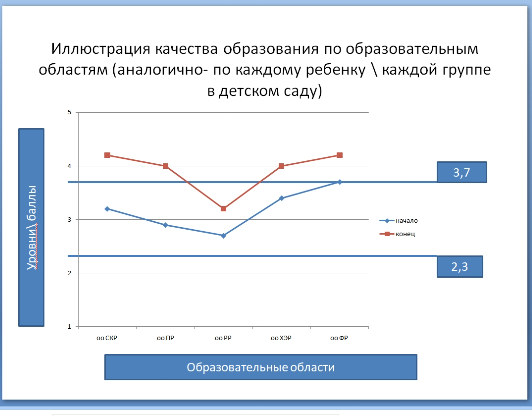 Иллюстрация качества образования по образовательным
областям (аналогично- по каждому ребенку \ каждой группе
в детском саду)
Уровни\ баллы
5
4
3
2
1
3,7
2,3
начало
конец
оо СКР
оо ПР
оо РР
оо ХЭР
оо ФР
Образовательные области